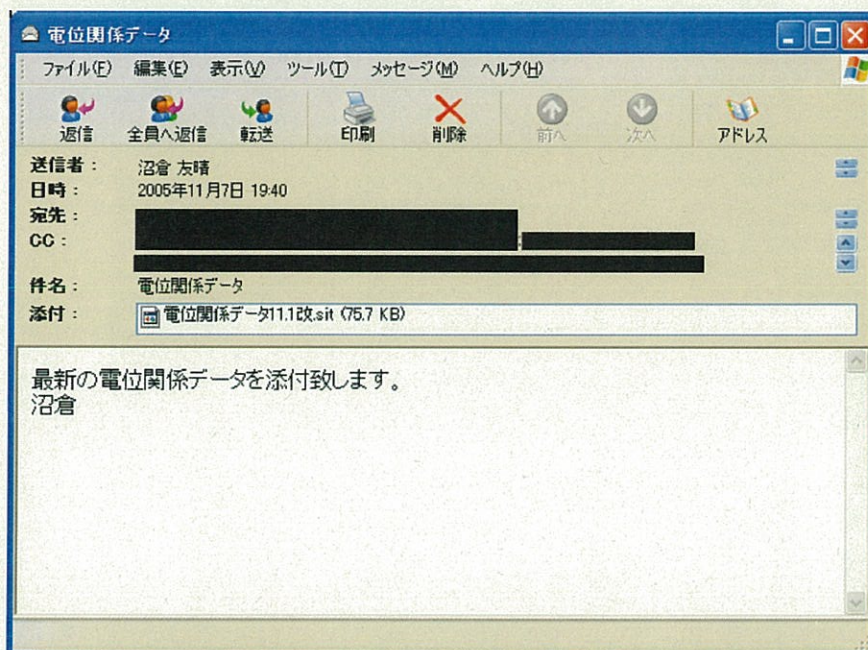 電位関係データ
ファイル(F) 編集(E) 表示(V) ツール(T) メッセージ(M) ヘルプ(H)
返信 全員へ返信 転送 印刷 削除 前へ 次へ アドレス
送信者: 沼倉 友晴
日時: 2005年11月7日 19:40
宛先:
CC:
件名: 電位関係データ
添付: 電位関係データ11.1改.sit (75.7 KB)
最新の電位関係データを添付致します。
沼倉